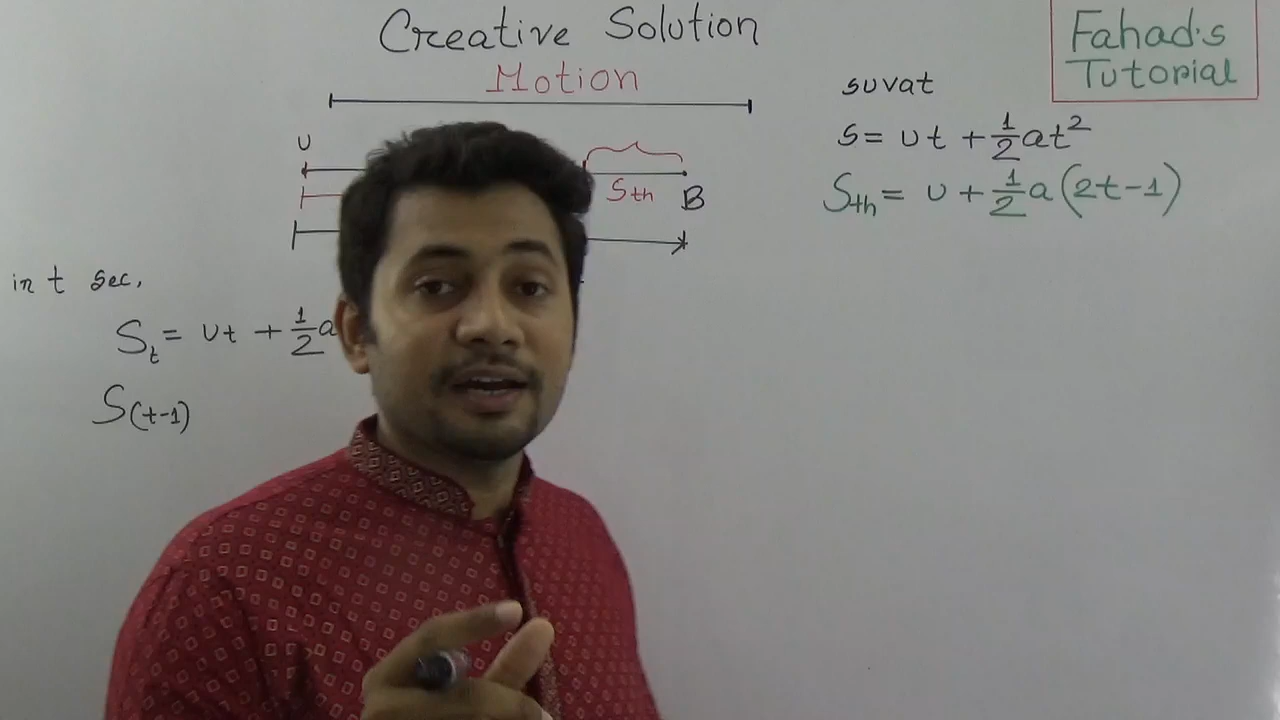 Creative Solution
Motion
Fahad's
Tutorial
suvat
s = ut + 1/2 at²
Sth = u + 1/2 a(2t-1)
u
Sth
B
in t sec,
St = ut + 1/2 a
S(t-1)